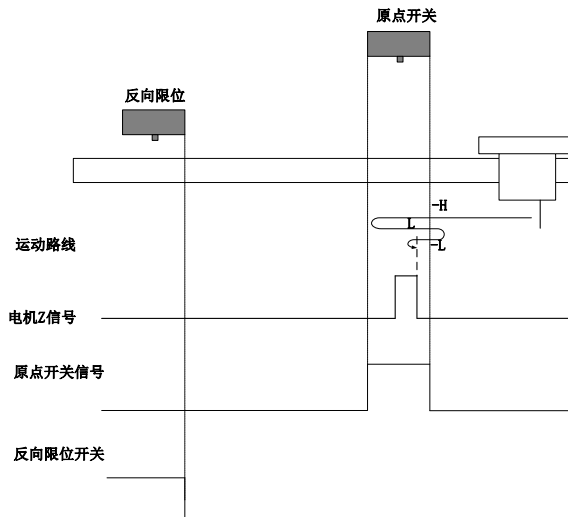 原点开关
反向限位
-H
L
运动路线
-L
电机Z信号
原点开关信号
反向限位开关